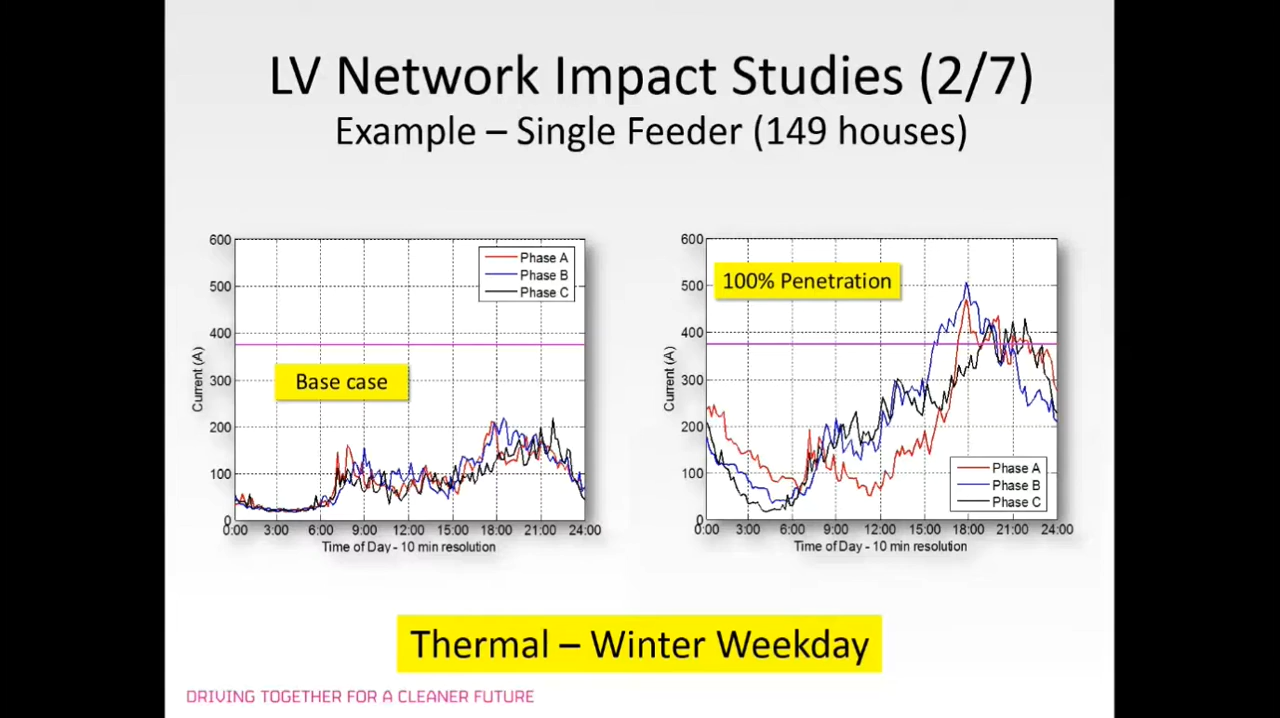 LV Network Impact Studies (2/7)
Example – Single Feeder (149 houses)
600
500
400
300
200
100
0
Current (A)
Phase A
Phase B
Phase C
Base case
0:00 3:00 6:00 9:00 12:00 15:00 18:00 21:00 24:00
Time of Day - 10 min resolution
600
500
400
300
200
100
0
Current (A)
100% Penetration
Phase A
Phase B
Phase C
0:00 3:00 6:00 9:00 12:00 15:00 18:00 21:00 24:00
Time of Day - 10 min resolution
Thermal – Winter Weekday
DRIVING TOGETHER FOR A CLEANER FUTURE